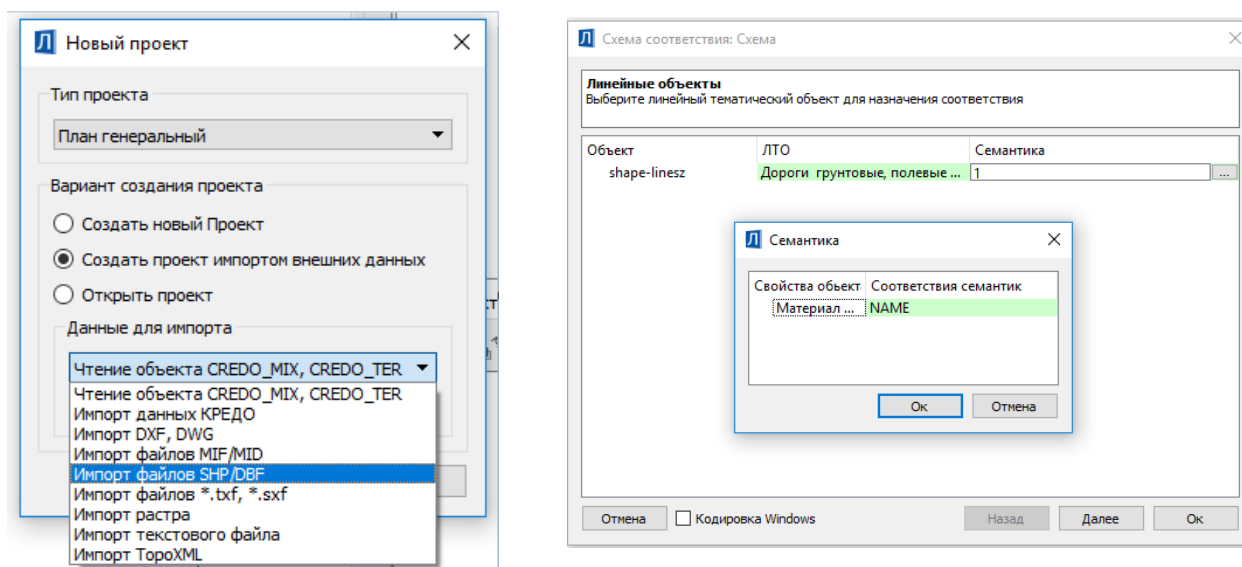 Новый проект
Тип проекта
План генеральный
Вариант создания проекта
Создать новый Проект
Создать проект импортом внешних данных
Открыть проект
Данные для импорта
Чтение объекта CREDO_MIX, CREDO_TER
Чтение объекта CREDO_MIX, CREDO_TER
Импорт данных КРЕДО
Импорт DXF, DWG
Импорт файлов MIF/MID
Импорт файлов SHP/DBF
Импорт файлов *.txf, *.sxf
Импорт растра
Импорт текстового файла
Импорт TopoXML
Схема соответствия: Схема
Линейные объекты
Выберите линейный тематический объект для назначения соответствия
Объект ЛТО Семантика
shape-linesz Дороги грунтовые, полевые ... 1 ...
Семантика
Свойства объект Соответствия семантик
Материал ... NAME
Ок Отмена
Отмена Кодировка Windows Назад Далее Ок